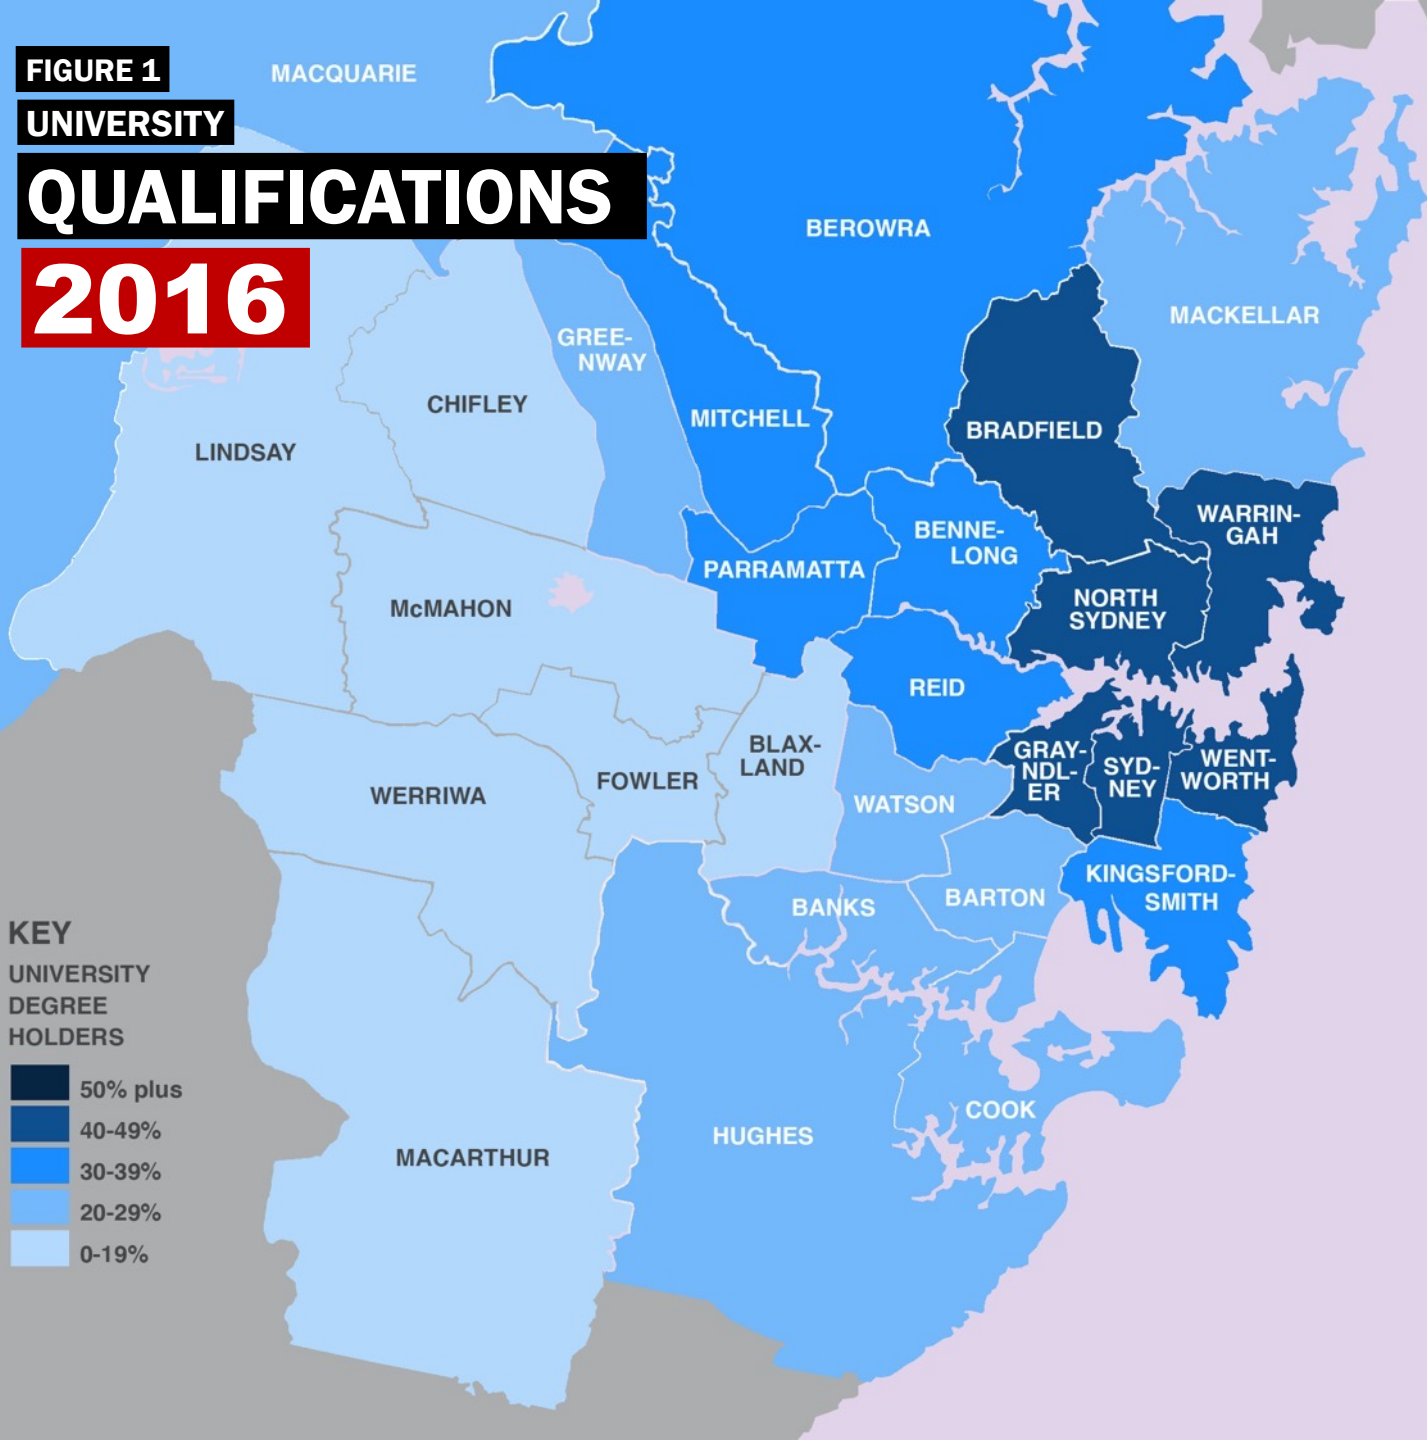 FIGURE 1
UNIVERSITY
QUALIFICATIONS
2016
MACQUARIE
BEROWRA
MACKELLAR
GREE-
NWAY
CHIFLEY
MITCHELL
BRADFIELD
LINDSAY
WARRIN-
GAH
BENNE-
LONG
PARRAMATTA
McMAHON
NORTH
SYDNEY
REID
BLAX-
LAND
GRAY-
NDL-
ER
SYD-
NEY
WENT-
WORTH
FOWLER
WERRIWA
WATSON
KINGSFORD-
SMITH
BARTON
BANKS
COOK
HUGHES
MACARTHUR
KEY
UNIVERSITY
DEGREE
HOLDERS
50% plus
40-49%
30-39%
20-29%
0-19%